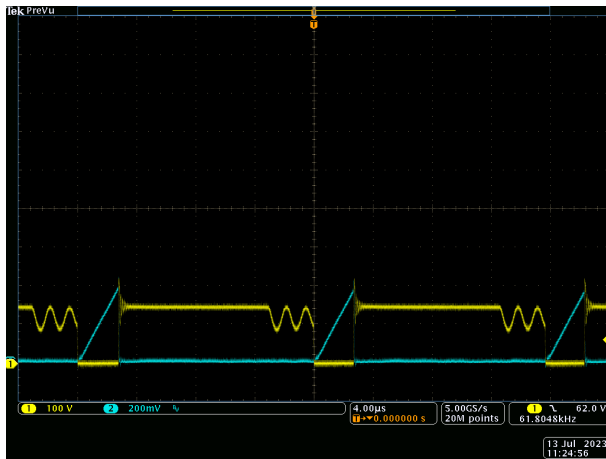 Tek PreVu
T
1
1 100 V 2 200mV
4.00µs
T→▼0.000000 s
5.00GS/s
20M points
1 62.0 V
61.8048kHz
13 Jul 2023
11:24:56